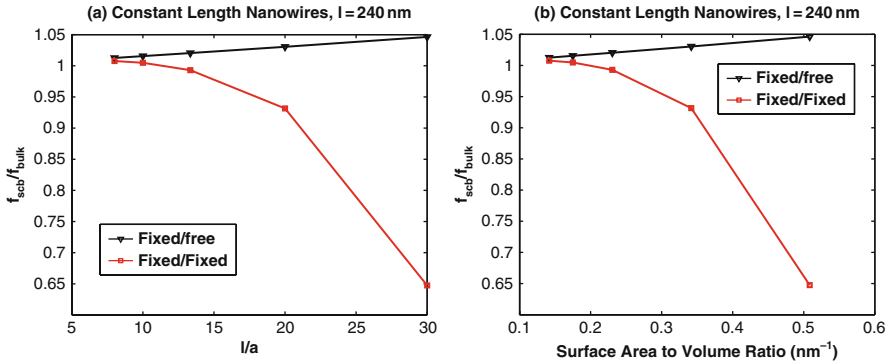 (a) Constant Length Nanowires, l = 240 nm
1.05
1
0.95
0.9
0.85
0.8
0.75
0.7
0.65
f_scb/f_bulk
Fixed/free
Fixed/Fixed
5 10 15 20 25 30
l/a
(b) Constant Length Nanowires, l = 240 nm
1.05
1
0.95
0.9
0.85
0.8
0.75
0.7
0.65
f_scb/f_bulk
Fixed/free
Fixed/Fixed
0.1 0.2 0.3 0.4 0.5 0.6
Surface Area to Volume Ratio (nm⁻¹)